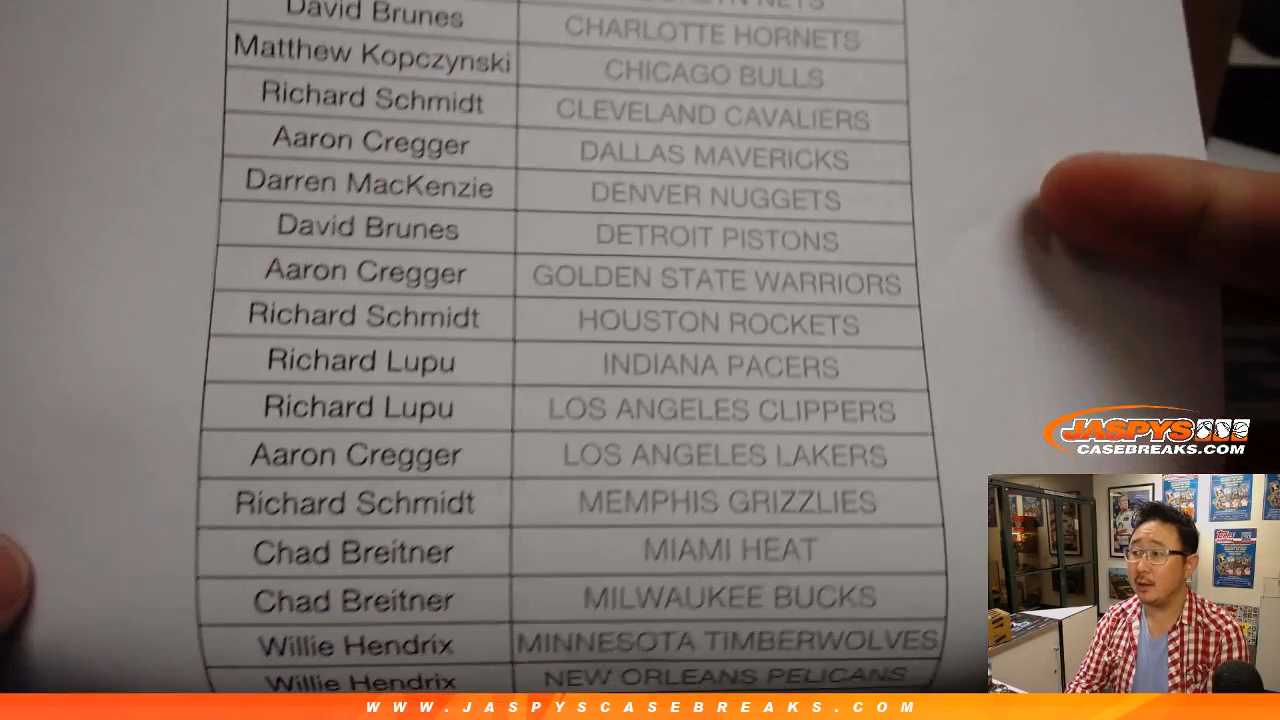 NETS
David Brunes CHARLOTTE HORNETS
Matthew Kopczynski CHICAGO BULLS
Richard Schmidt CLEVELAND CAVALIERS
Aaron Cregger DALLAS MAVERICKS
Darren MacKenzie DENVER NUGGETS
David Brunes DETROIT PISTONS
Aaron Cregger GOLDEN STATE WARRIORS
Richard Schmidt HOUSTON ROCKETS
Richard Lupu INDIANA PACERS
Richard Lupu LOS ANGELES CLIPPERS
Aaron Cregger LOS ANGELES LAKERS
Richard Schmidt MEMPHIS GRIZZLIES
Chad Breitner MIAMI HEAT
Chad Breitner MILWAUKEE BUCKS
Willie Hendrix MINNESOTA TIMBERWOLVES
Willie Hendrix NEW ORLEANS PELICANS
JASPYS
CASEBREAKS.COM
WWW.JASPYSCASEBREAKS.COM